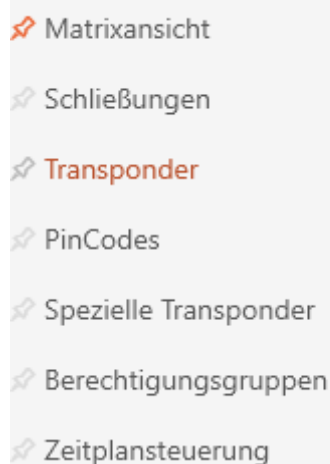 Matrixansicht
Schließungen
Transponder
PinCodes
Spezielle Transponder
Berechtigungsgruppen
Zeitplansteuerung